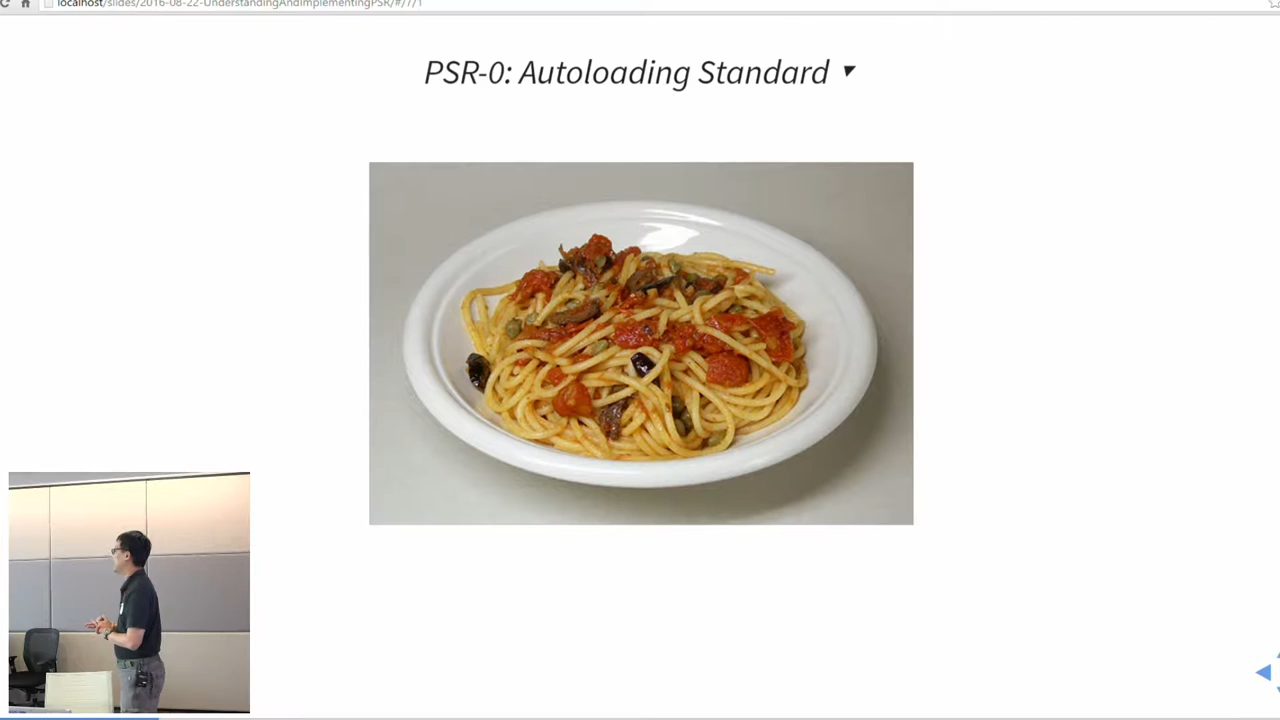 localhost/slides/2016-08-22-UnderstandingAndImplementingPSR/#/7/1
PSR-0: Autoloading Standard